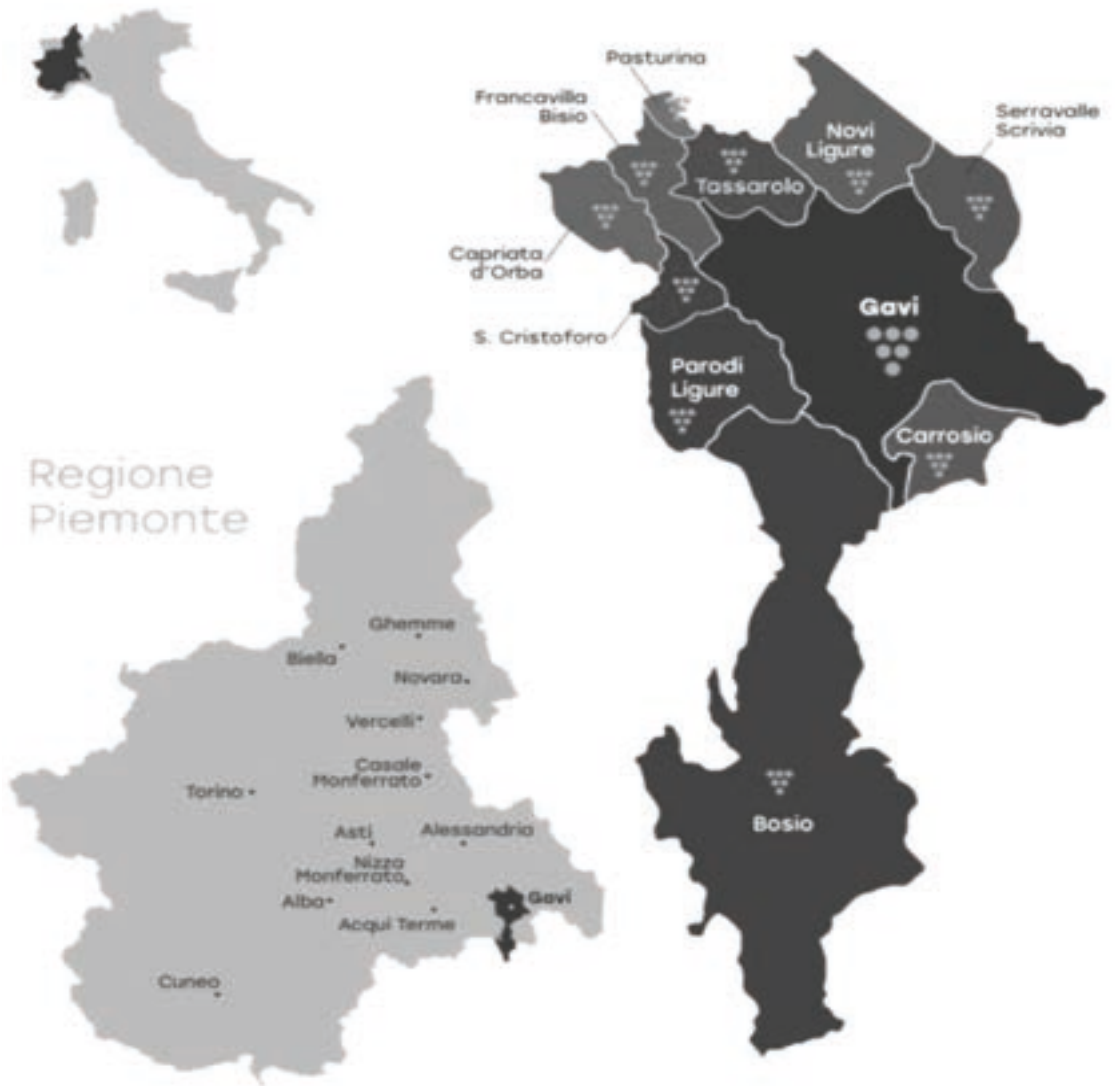 Pasturina
Francavilla
Bisio
Serravalle
Scrivia
Novi
Ligure
Tassarolo
Capriata
d'Orba
Gavi
S. Cristoforo
Parodi
Ligure
Carrosio
Bosio
Regione
Piemonte
Ghemme
Biella
Novara
Vercelli
Casale
Monferrato
Torino
Asti
Alessandria
Nizza
Monferrato
Alba
Gavi
Acqui Terme
Cuneo